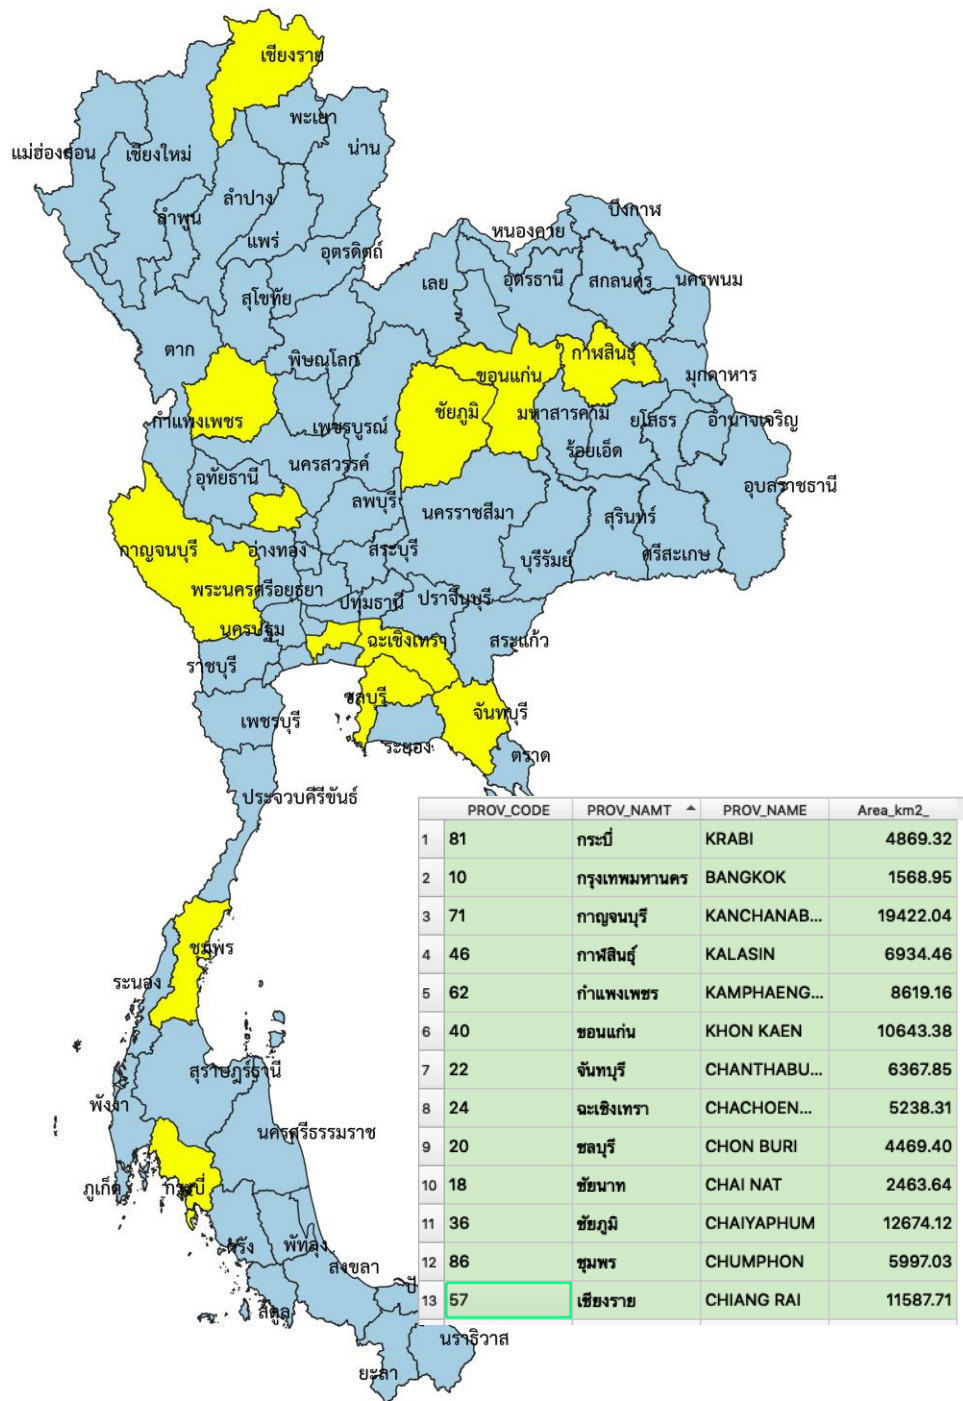 เชียงราย
พะเยา
น่าน
แม่ฮ่องสอน
เชียงใหม่
ลำปาง
ลำพูน
แพร่
บึงกาฬ
หนองคาย
อุตรดิตถ์
เลย
อุดรธานี
สกลนคร
นครพนม
สุโขทัย
ตาก
พิษณโลก
ขอนแก่น
กาฬสินธุ์
มุกดาหาร
กำแพงเพชร
เพชรบูรณ์
ชัยภูมิ
มหาสารคาม
ยโสธร
อำนาจเจริญ
ร้อยเอ็ด
นครสวรรค์
อุทัยธานี
ลพบุรี
นครราชสีมา
สุรินทร์
อุบลราชธานี
กาญจนบุรี
อ่างทอง
สระบุรี
บุรีรัมย์
ศรีสะเกษ
พระนครศรีอยุธยา
ปทุมธานี
ปราจีนบุรี
นครปฐม
ฉะเชิงเทรา
สระแก้ว
ราชบุรี
ชลบุรี
จันทบุรี
เพชรบุรี
ระยอง
ตราด
ประจวบคีรีขันธ์
ชุมพร
ระนอง
สุราษฎร์ธานี
พังงา
นครศรีธรรมราช
ภูเก็ต
กระบี่
ตรัง
พัทลุง
สงขลา
สตูล
นราธิวาส
ยะลา
PROV_CODE PROV_NAMT PROV_NAME Area_km2_
1 81 กระบี่ KRABI 4869.32
2 10 กรุงเทพมหานคร BANGKOK 1568.95
3 71 กาญจนบุรี KANCHANAB... 19422.04
4 46 กาฬสินธุ์ KALASIN 6934.46
5 62 กำแพงเพชร KAMPHAENG... 8619.16
6 40 ขอนแก่น KHON KAEN 10643.38
7 22 จันทบุรี CHANTHABU... 6367.85
8 24 ฉะเชิงเทรา CHACHOEN... 5238.31
9 20 ชลบุรี CHON BURI 4469.40
10 18 ชัยนาท CHAI NAT 2463.64
11 36 ชัยภูมิ CHAIYAPHUM 12674.12
12 86 ชุมพร CHUMPHON 5997.03
13 57 เชียงราย CHIANG RAI 11587.71